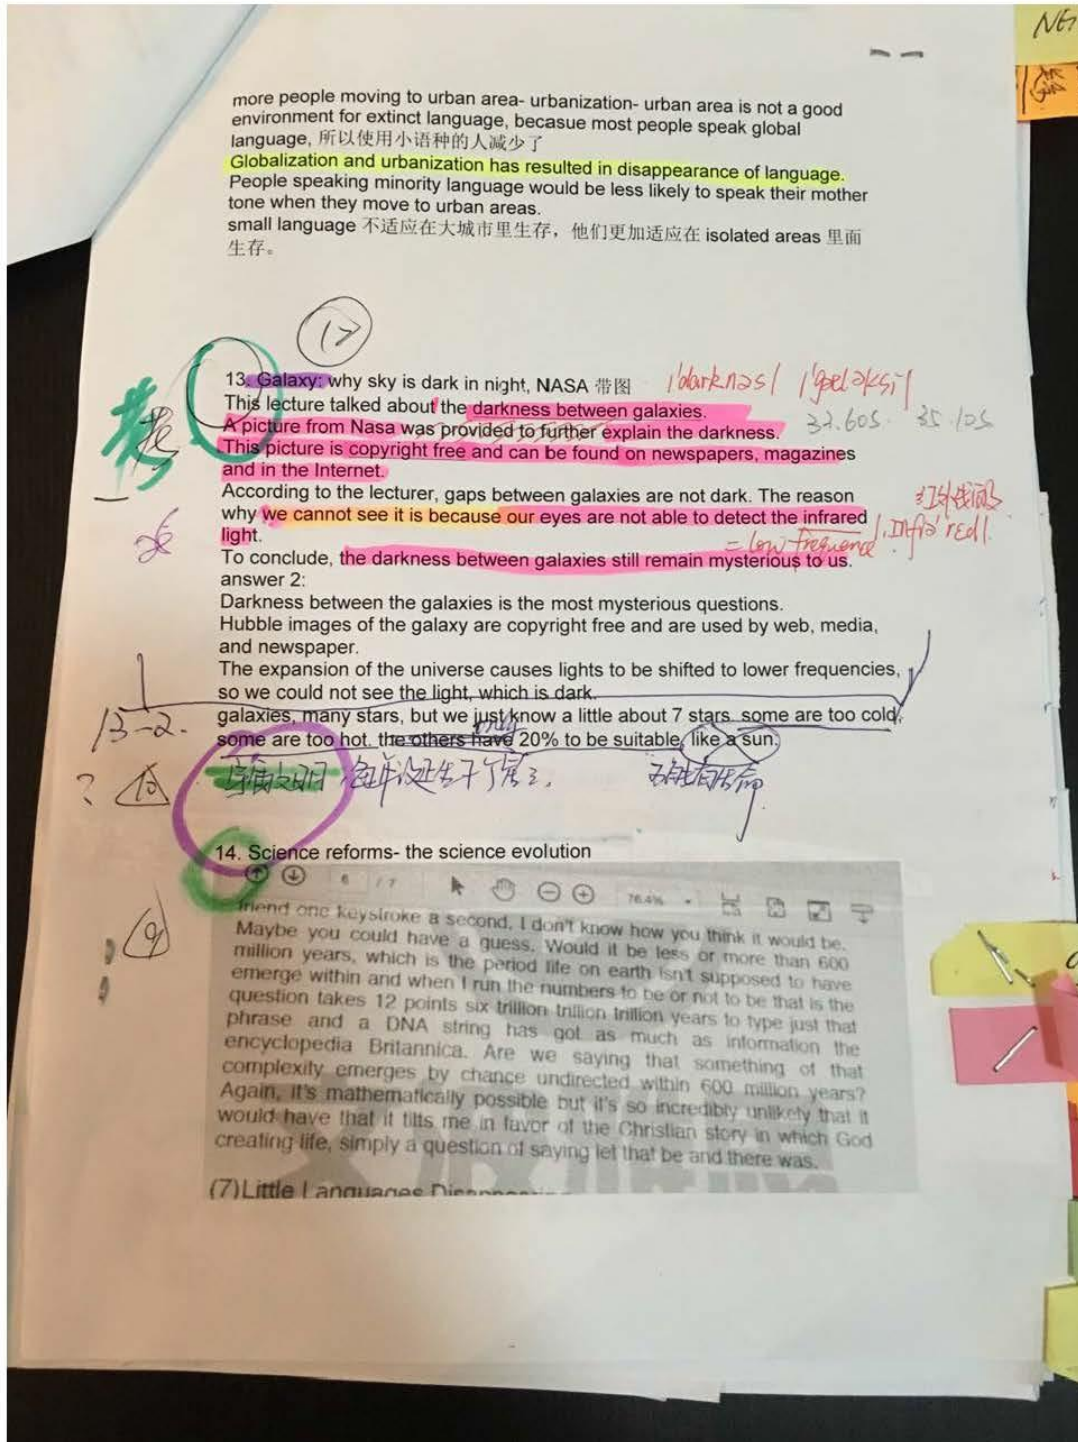 NE
more people moving to urban area- urbanization- urban area is not a good
environment for extinct language, becasue most people speak global
language, 所以使用小语种的人减少了
Globalization and urbanization has resulted in disappearance of language.
People speaking minority language would be less likely to speak their mother
tone when they move to urban areas.
small language 不适应在大城市里生存，他们更加适应在 isolated areas 里面
生存。
13. Galaxy: why sky is dark in night, NASA 带图
|'darknəs| |'gæləksi|
This lecture talked about the darkness between galaxies.
A picture from Nasa was provided to further explain the darkness.
37.60s. 35.10s
考
This picture is copyright free and can be found on newspapers, magazines
and in the Internet.
According to the lecturer, gaps between galaxies are not dark. The reason
why we cannot see it is because our eyes are not able to detect the infrared
light.
= low frequence
To conclude, the darkness between galaxies still remain mysterious to us.
answer 2:
Darkness between the galaxies is the most mysterious questions.
Hubble images of the galaxy are copyright free and are used by web, media,
and newspaper.
The expansion of the universe causes lights to be shifted to lower frequencies,
so we could not see the light, which is dark.
13-2.
galaxies, many stars, but we just know a little about 7 stars. some are too cold,
only
some are too hot. the others have 20% to be suitable, like a sun.
?
14. Science reforms- the science evolution
6 / 7 76.4%
friend one keystroke a second, I don't know how you think it would be.
Maybe you could have a guess. Would it be less or more than 600
million years, which is the period life on earth isn't supposed to have
emerge within and when I run the numbers to be or not to be that is the
question takes 12 points six trillion trillion trillion years to type just that
phrase and a DNA string has got as much as information the
encyclopedia Britannica. Are we saying that something of that
complexity emerges by chance undirected within 600 million years?
Again, it's mathematically possible but it's so incredibly unlikely that it
would have that it tilts me in favor of the Christian story in which God
creating life, simply a question of saying let that be and there was.
(7)Little Languages